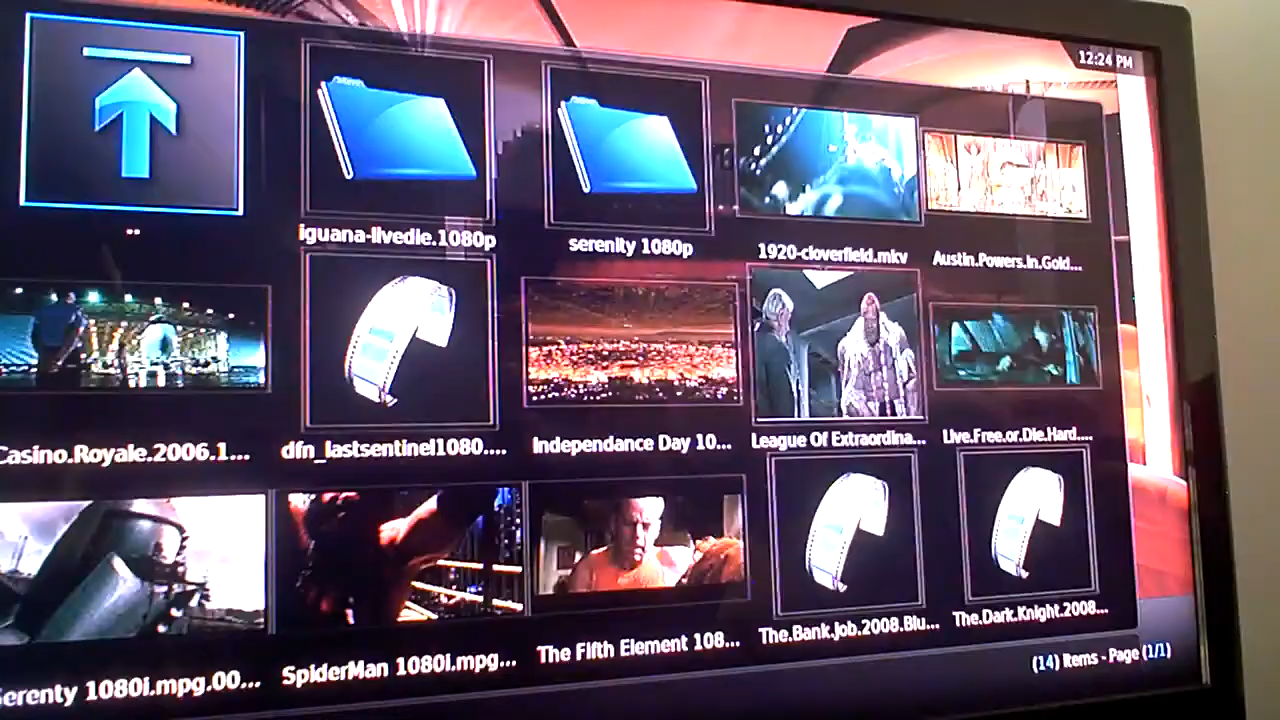 12:24 PM
..
iguana-livedie.1080p
serenity 1080p
1920-cloverfield.mkv
Austin.Powers.in.Gold...
Casino.Royale.2006.1...
dfn_lastsentinel1080....
Independance Day 10...
League Of Extraordina...
Live.Free.or.Die.Hard....
Serenty 1080i.mpg.00...
SpiderMan 1080i.mpg...
The Fifth Element 108...
The.Bank.Job.2008.Blu...
The.Dark.Knight.2008...
(14) Items - Page (1/1)